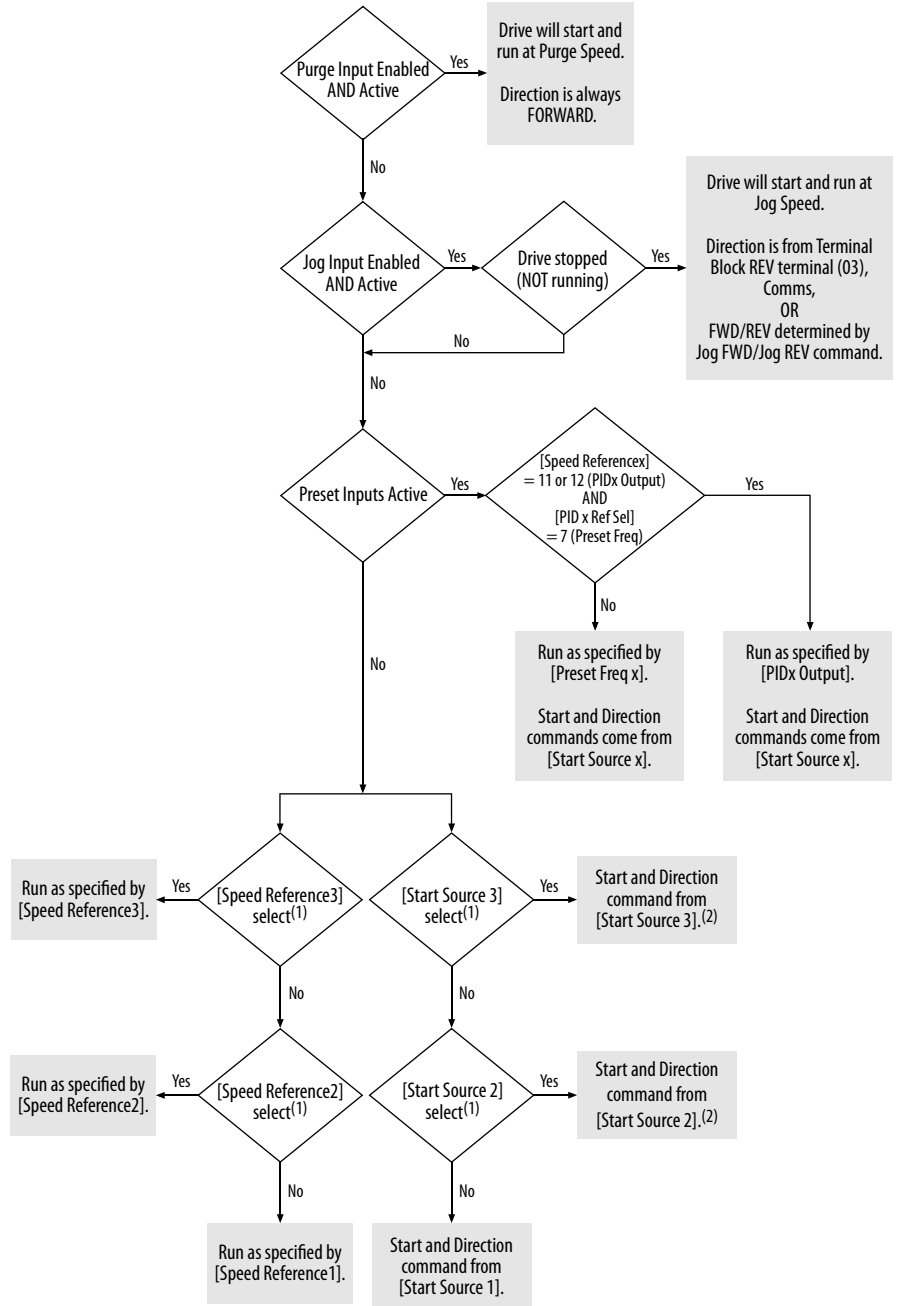 Purge Input Enabled
AND Active
Yes
Drive will start and
run at Purge Speed.
Direction is always
FORWARD.
No
Jog Input Enabled
AND Active
Yes
Drive stopped
(NOT running)
Yes
Drive will start and run at
Jog Speed.
Direction is from Terminal
Block REV terminal (03),
Comms,
OR
FWD/REV determined by
Jog FWD/Jog REV command.
No
No
Preset Inputs Active
Yes
[Speed Referencex]
= 11 or 12 (PIDx Output)
AND
[PID x Ref Sel]
= 7 (Preset Freq)
Yes
No
Run as specified by
[Preset Freq x].
Start and Direction
commands come from
[Start Source x].
Run as specified by
[PIDx Output].
Start and Direction
commands come from
[Start Source x].
No
Run as specified by
[Speed Reference3].
Yes
[Speed Reference3]
select(1)
[Start Source 3]
select(1)
Yes
Start and Direction
command from
[Start Source 3].(2)
No
No
Run as specified by
[Speed Reference2].
Yes
[Speed Reference2]
select(1)
[Start Source 2]
select(1)
Yes
Start and Direction
command from
[Start Source 2].(2)
No
No
Run as specified by
[Speed Reference1].
Start and Direction
command from
[Start Source 1].